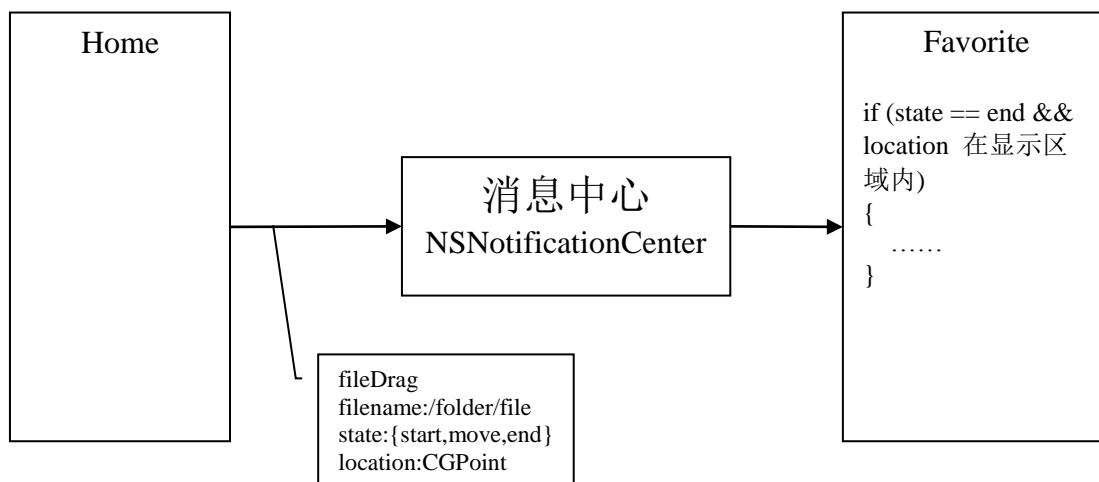 Home
消息中心
NSNotificationCenter
fileDrag
filename:/folder/file
state:{start,move,end}
location:CGPoint
Favorite
if (state == end &&
location 在显示区
域内)
{
……
}